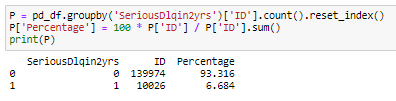 P = pd_df.groupby('SeriousDlqin2yrs')['ID'].count().reset_index()
P['Percentage'] = 100 * P['ID'] / P['ID'].sum()
print(P)
   SeriousDlqin2yrs      ID  Percentage
0                 0  139974      93.316
1                 1   10026       6.684